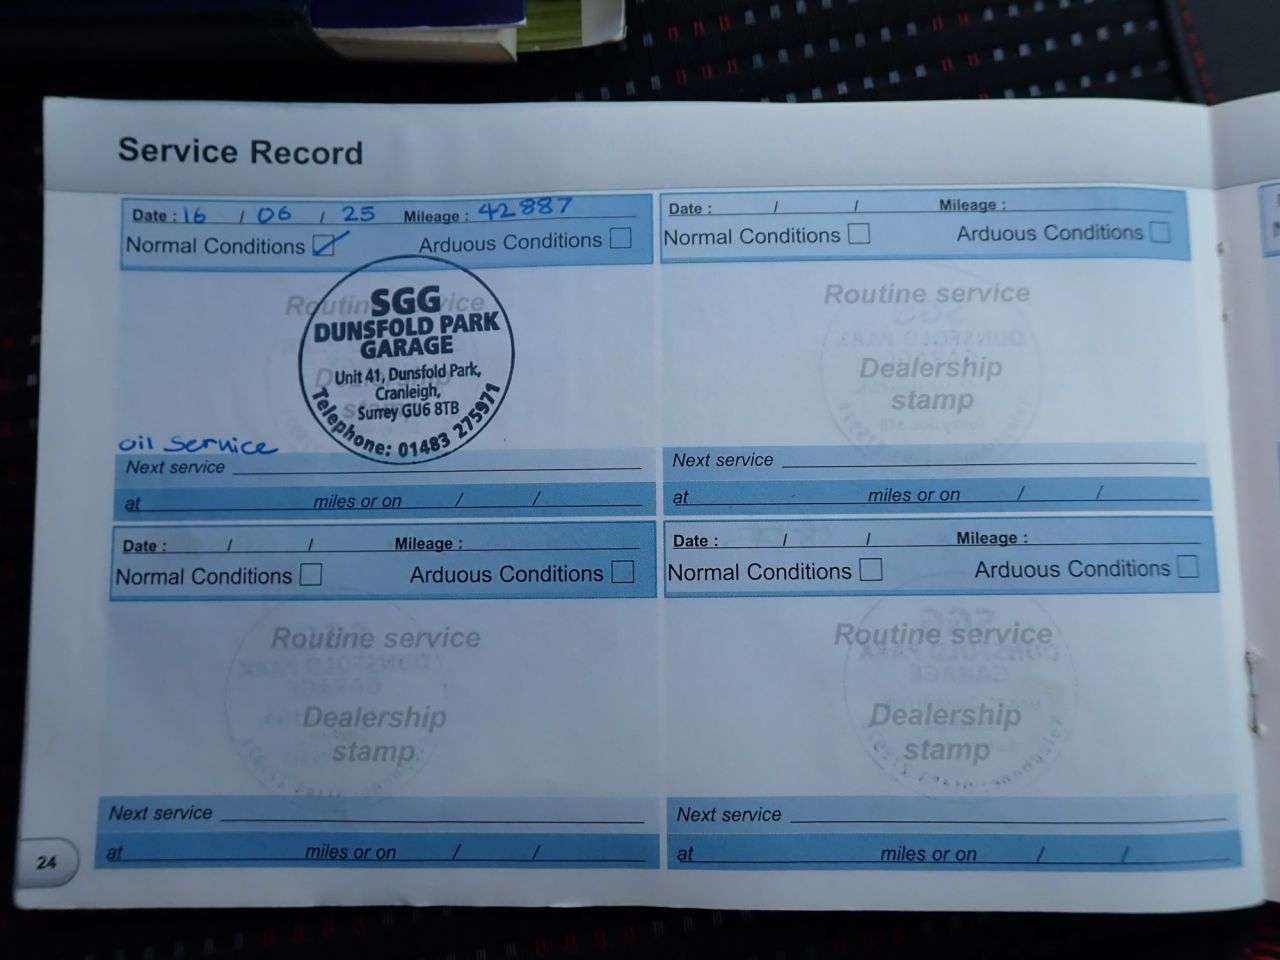 Service Record
Date : 16 / 06 / 25 Mileage : 42887
Normal Conditions Arduous Conditions
Routine service
SGG
DUNSFOLD PARK
GARAGE
Unit 41, Dunsfold Park,
Cranleigh,
Surrey GU6 8TB
Telephone: 01483 275971
Dealership
stamp
oil service
Next service
at miles or on / /
Date : / / Mileage :
Normal Conditions Arduous Conditions
Routine service
Dealership
stamp
Next service
at miles or on / /
Date : / / Mileage :
Normal Conditions Arduous Conditions
Routine service
Dealership
stamp
Next service
at miles or on / /
Date : / / Mileage :
Normal Conditions Arduous Conditions
Routine service
Dealership
stamp
Next service
at miles or on / /
24